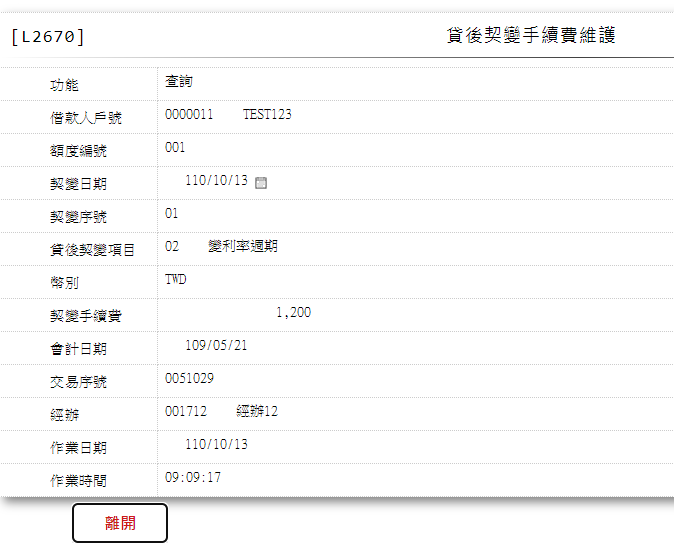 [L2670] 貸後契變手續費維護
功能 查詢
借款人戶號 0000011 TEST123
額度編號 001
契變日期 110/10/13
契變序號 01
貸後契變項目 02 變利率週期
幣別 TWD
契變手續費 1,200
會計日期 109/05/21
交易序號 0051029
經辦 001712 經辦12
作業日期 110/10/13
作業時間 09:09:17
離開